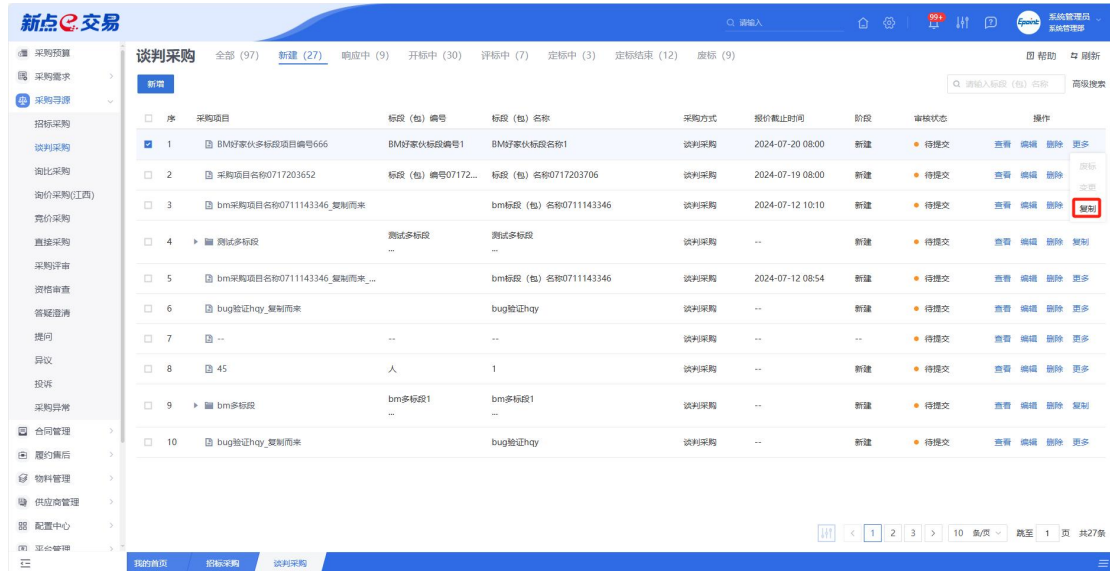 新点e交易
请输入
99+
Epoint
系统管理员
系统管理部
采购预算
采购需求
采购寻源
招标采购
谈判采购
询比采购
询价采购(江西)
竞价采购
直接采购
采购评审
资格审查
答疑澄清
提问
异议
投诉
采购异常
合同管理
履约售后
物料管理
供应商管理
配置中心
平台管理
谈判采购 全部 (97) 新建 (27) 响应中 (9) 开标中 (30) 评标中 (7) 定标中 (3) 定标结束 (12) 废标 (9) 帮助 刷新
新增 请输入标段(包)名称 高级搜索
序 采购项目 标段(包)编号 标段(包)名称 采购方式 报价截止时间 阶段 审核状态 操作
1 BM好家伙多标段项目编号666 BM好家伙标段编号1 BM好家伙标段名称1 谈判采购 2024-07-20 08:00 新建 待提交 查看 编辑 删除 更多
废标
变更
复制
2 采购项目名称0717203652 标段(包)编号07172... 标段(包)名称0717203706 谈判采购 2024-07-19 08:00 新建 待提交 查看 编辑 删除
3 bm采购项目名称0711143346_复制而来 bm标段(包)名称0711143346 谈判采购 2024-07-12 10:10 新建 待提交 查看 编辑 删除
4 测试多标段 测试多标段 ... 测试多标段 ... 谈判采购 -- 新建 待提交 查看 编辑 删除 复制
5 bm采购项目名称0711143346_复制而来_... bm标段(包)名称0711143346 谈判采购 2024-07-12 08:54 新建 待提交 查看 编辑 删除 更多
6 bug验证hqy_复制而来 bug验证hqy 谈判采购 -- 新建 待提交 查看 编辑 删除 更多
7 -- -- -- 谈判采购 -- -- 待提交 查看 编辑 删除 更多
8 45 人 1 谈判采购 -- 新建 待提交 查看 编辑 删除 更多
9 bm多标段 bm多标段1 ... bm多标段1 ... 谈判采购 -- 新建 待提交 查看 编辑 删除 复制
10 bug验证hqy_复制而来 bug验证hqy 谈判采购 -- 新建 待提交 查看 编辑 删除 更多
1 2 3 10 条/页 跳至 1 页 共27条
我的首页 招标采购 谈判采购